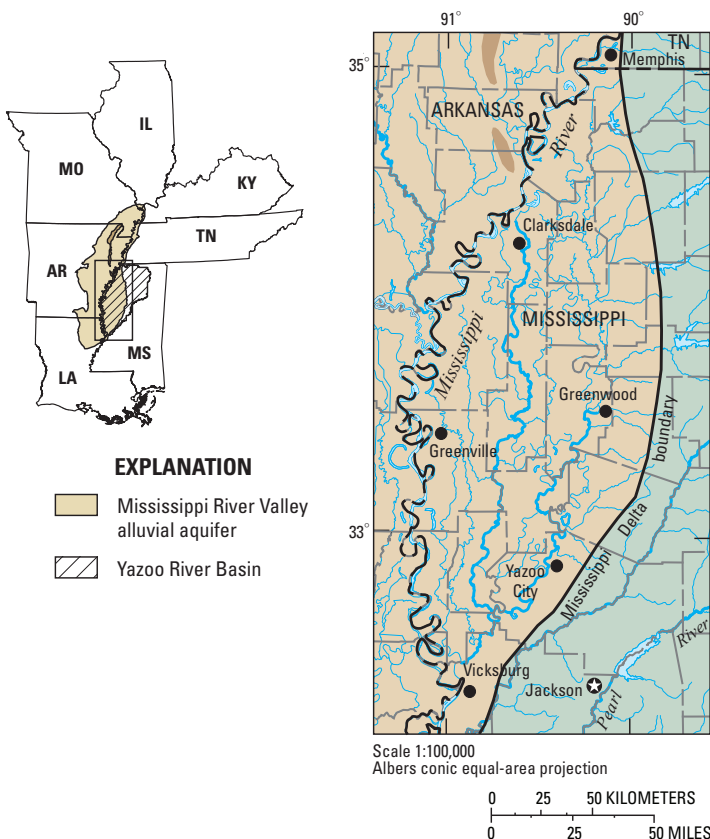 IL
MO
KY
TN
AR
MS
LA
EXPLANATION
Mississippi River Valley
alluvial aquifer
Yazoo River Basin
91°
90°
35°
TN
Memphis
ARKANSAS
River
Clarksdale
Mississippi
MISSISSIPPI
Greenwood
boundary
Greenville
Delta
33°
Yazoo
City
Mississippi
River
Vicksburg
Jackson
Pearl
Scale 1:100,000
Albers conic equal-area projection
0 25 50 KILOMETERS
0 25 50 MILES